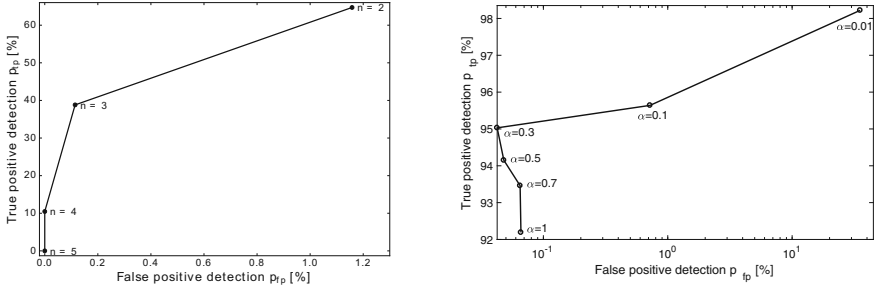 60
50
40
30
20
10
0
True positive detection p_tp [%]
n = 2
n = 3
n = 4
n = 5
0.0 0.2 0.4 0.6 0.8 1.0 1.2
False positive detection p_fp [%]
98
97
96
95
94
93
92
True positive detection p_tp [%]
α=0.01
α=0.1
α=0.3
α=0.5
α=0.7
α=1
10^-1 10^0 10^1
False positive detection p_fp [%]